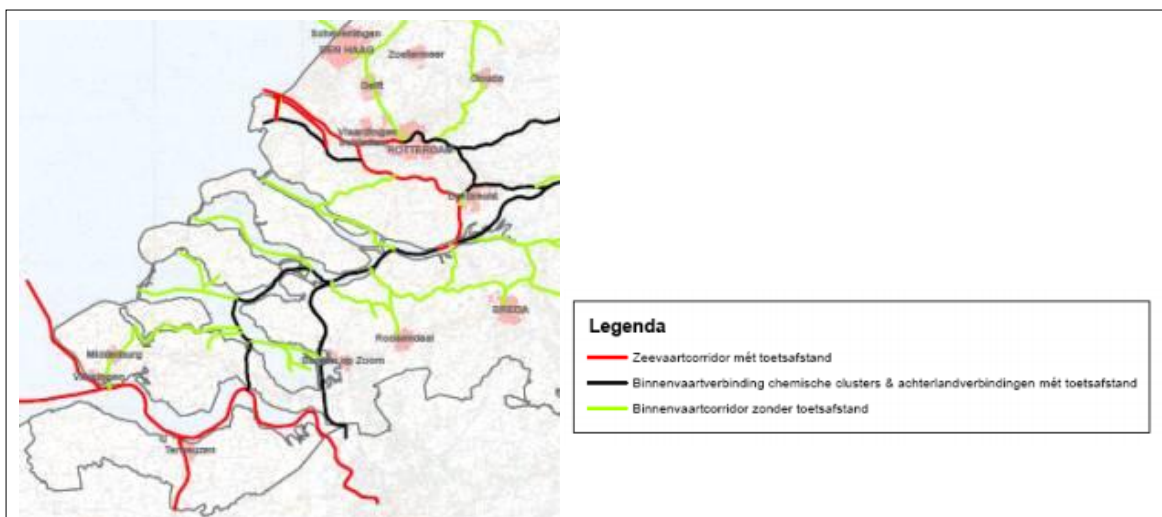 Scheveningen
DEN HAAG
Zoetermeer
Delft
Gouda
Vlaardingen
ROTTERDAM
Dordrecht
BREDA
Roosendaal
Bergen op Zoom
Middelburg
Vlissingen
Terneuzen
Legenda
Zeevaartcorridor mét toetsafstand
Binnenvaartverbinding chemische clusters & achterlandverbindingen mét toetsafstand
Binnenvaartcorridor zonder toetsafstand